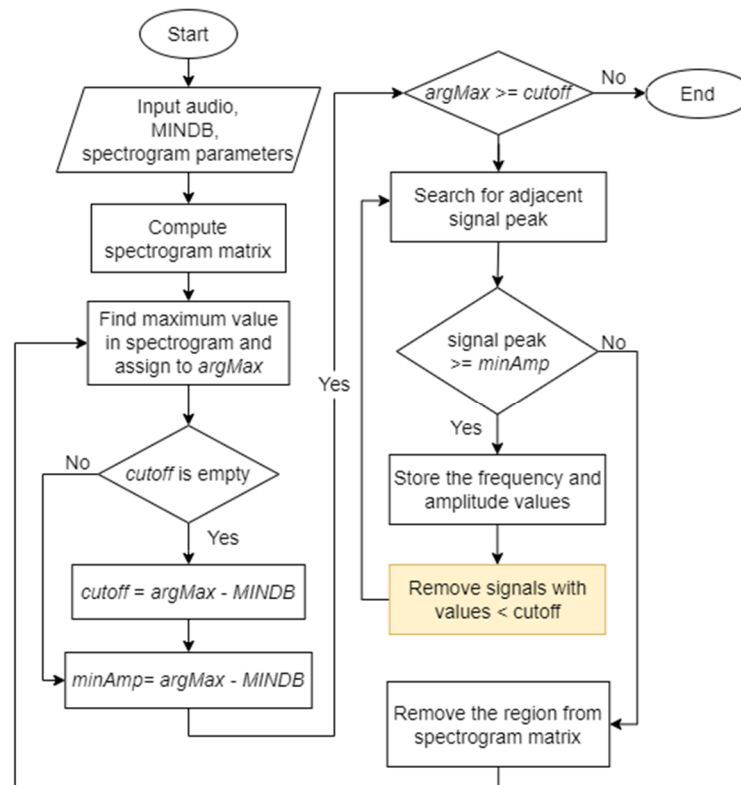 Start
Input audio,
MINDB,
spectrogram parameters
Compute
spectrogram matrix
Find maximum value
in spectrogram and
assign to argMax
cutoff is empty
No
Yes
cutoff = argMax - MINDB
minAmp= argMax - MINDB
Yes
argMax >= cutoff
No
End
Search for adjacent
signal peak
signal peak
>= minAmp
No
Yes
Store the frequency and
amplitude values
Remove signals with
values < cutoff
Remove the region from
spectrogram matrix